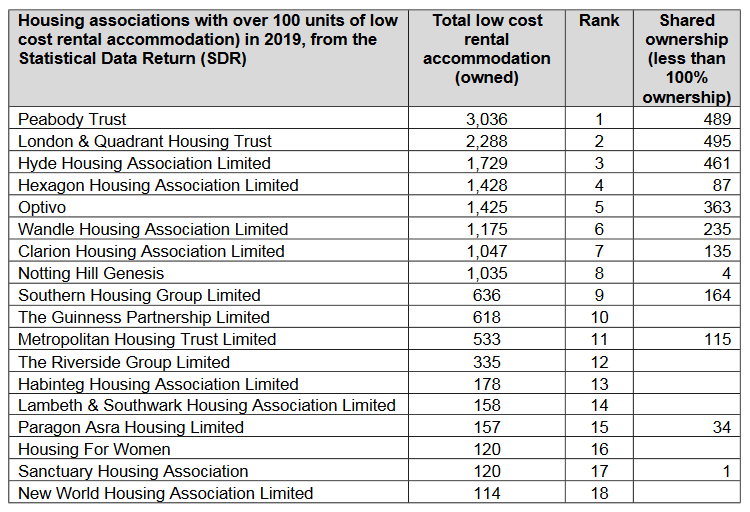 Housing associations with over 100 units of low cost rental accommodation) in 2019, from the Statistical Data Return (SDR) | Total low cost rental accommodation (owned) | Rank | Shared ownership (less than 100% ownership)
Peabody Trust 3,036 1 489
London & Quadrant Housing Trust 2,288 2 495
Hyde Housing Association Limited 1,729 3 461
Hexagon Housing Association Limited 1,428 4 87
Optivo 1,425 5 363
Wandle Housing Association Limited 1,175 6 235
Clarion Housing Association Limited 1,047 7 135
Notting Hill Genesis 1,035 8 4
Southern Housing Group Limited 636 9 164
The Guinness Partnership Limited 618 10
Metropolitan Housing Trust Limited 533 11 115
The Riverside Group Limited 335 12
Habinteg Housing Association Limited 178 13
Lambeth & Southwark Housing Association Limited 158 14
Paragon Asra Housing Limited 157 15 34
Housing For Women 120 16
Sanctuary Housing Association 120 17 1
New World Housing Association Limited 114 18